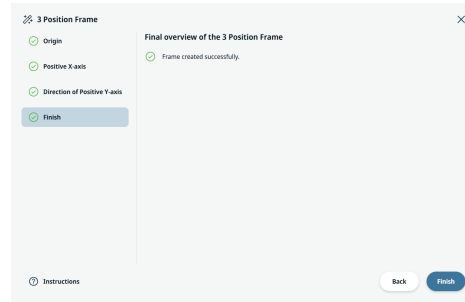 3 Position Frame
Origin
Positive X-axis
Direction of Positive Y-axis
Finish
Final overview of the 3 Position Frame
Frame created successfully.
Instructions
Back
Finish